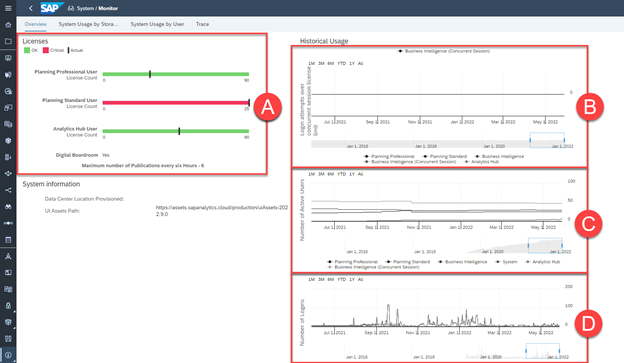 SAP
System / Monitor
Overview
System Usage by Stora...
System Usage by User
Trace
Licenses
OK
Critical
Actual
Planning Professional User
License Count
0
90
Planning Standard User
License Count
0
25
Analytics Hub User
License Count
0
90
Digital Boardroom Yes
Maximum number of Publications every six Hours - 6
A
System information
Data Center Location Provisioned:
UI Assets Path:
https://assets.sapanalytics.cloud/production/uiAssets-202
2.9.0
Historical Usage
Business Intelligence (Concurrent Session)
1M 3M 6M YTD 1Y All
Login attempts over
concurrent session license
limit
0
Jul 1, 2021
Sep 1, 2021
Nov 1, 2021
Jan 1, 2022
Mar 1, 2022
May 1, 2022
Jan 1, 2018
Jan 1, 2020
Jan 1, 2022
Planning Professional
Planning Standard
Business Intelligence
Business Intelligence (Concurrent Session)
Analytics Hub
B
1M 3M 6M YTD 1Y All
Number of Active Users
100
50
0
Jul 1, 2021
Sep 1, 2021
Nov 1, 2021
Jan 1, 2022
Mar 1, 2022
May 1, 2022
Jan 1, 2018
Jan 1, 2020
Jan 1, 2022
Planning Professional
Planning Standard
Business Intelligence
System
Analytics Hub
Business Intelligence (Concurrent Session)
C
1M 3M 6M YTD 1Y All
Number of Logins
200
100
0
Jul 1, 2021
Sep 1, 2021
Nov 1, 2021
Jan 1, 2022
Mar 1, 2022
May 1, 2022
Jan 1, 2018
Jan 1, 2020
Jan 1, 2022
D